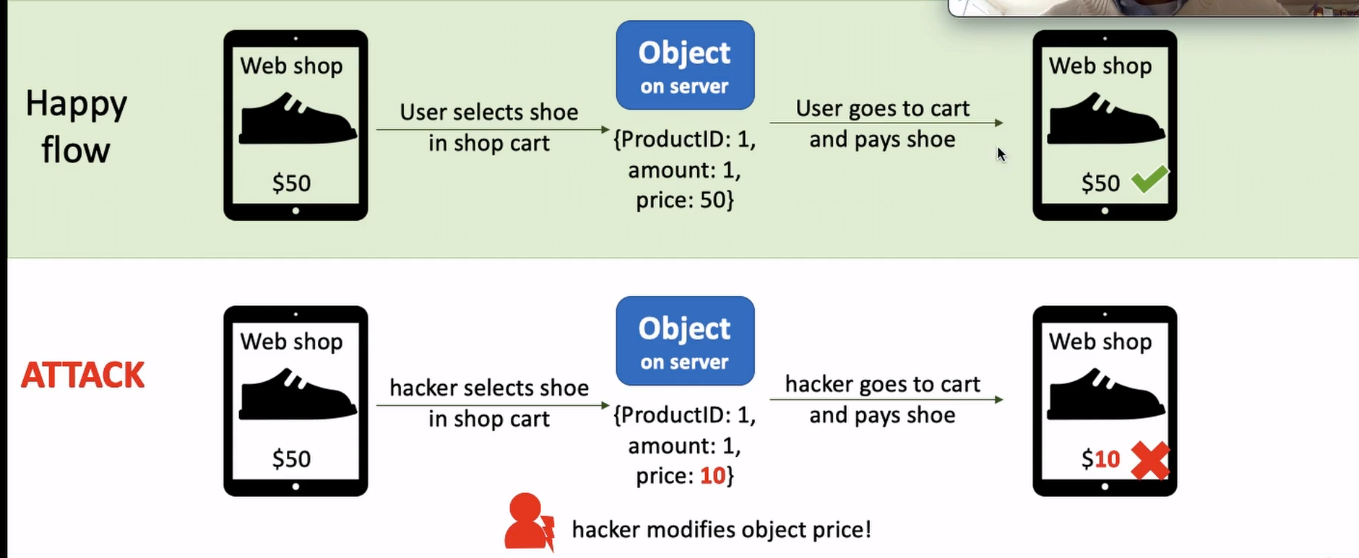 Happy
flow
Web shop
$50
User selects shoe
in shop cart
Object
on server
{ProductID: 1,
amount: 1,
price: 50}
User goes to cart
and pays shoe
Web shop
$50
ATTACK
Web shop
$50
hacker selects shoe
in shop cart
Object
on server
{ProductID: 1,
amount: 1,
price: 10}
hacker modifies object price!
hacker goes to cart
and pays shoe
Web shop
$10